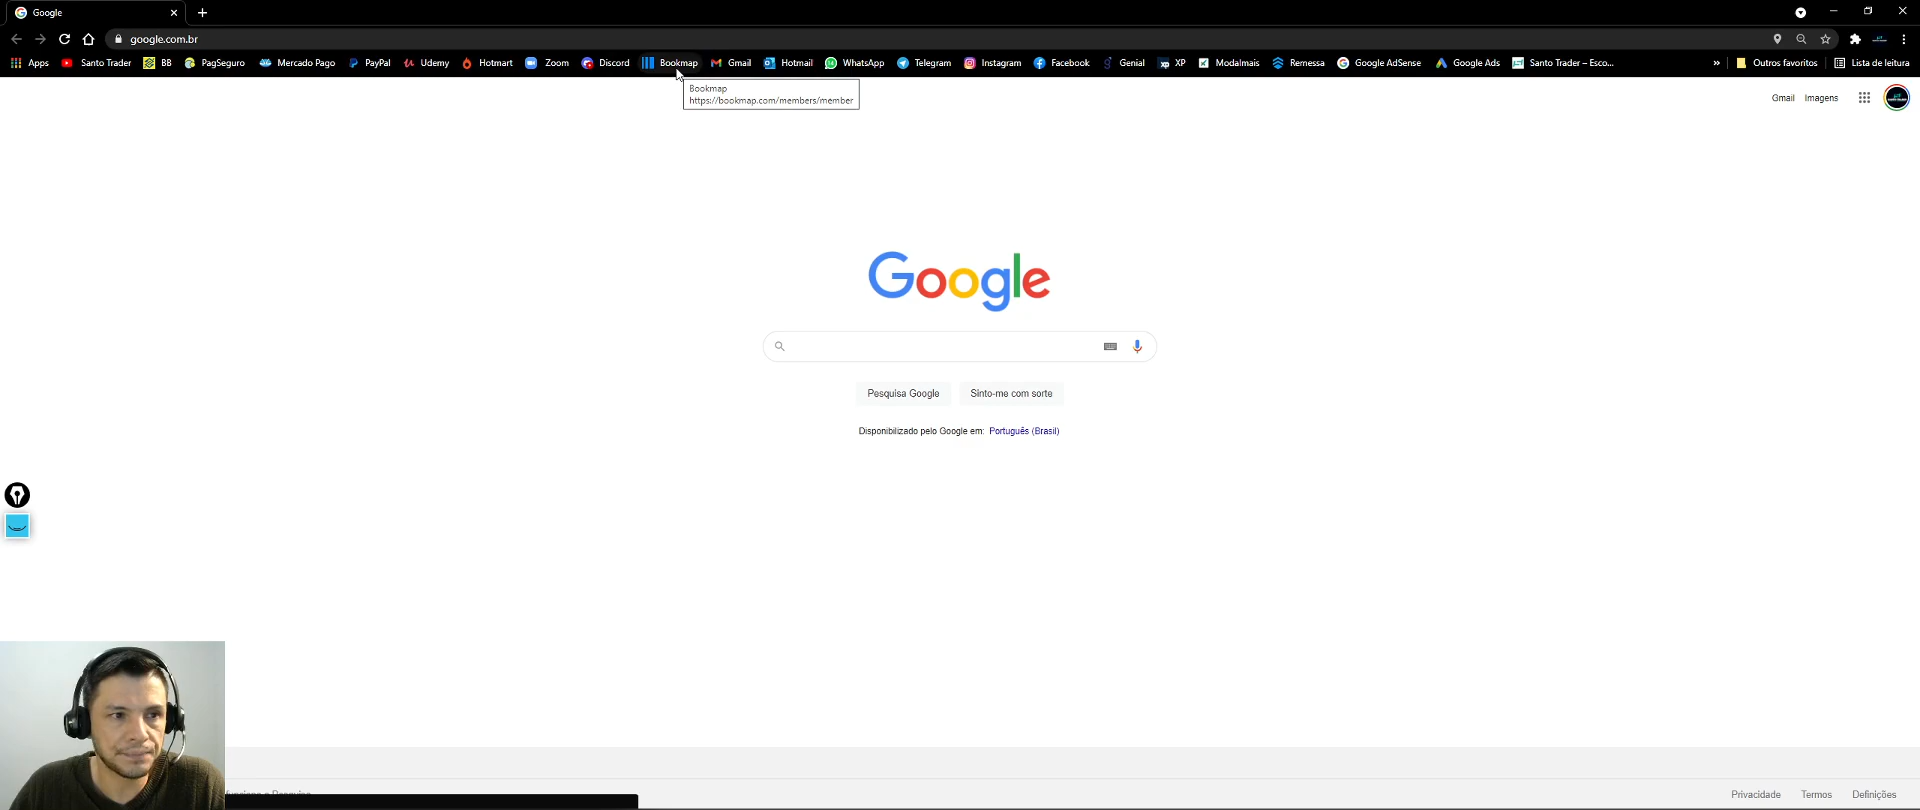 Google
google.com.br
Apps Santo Trader BB PagSeguro Mercado Pago PayPal Udemy Hotmart Zoom Discord Bookmap Gmail Hotmail WhatsApp Telegram Instagram Facebook Genial XP Modalmais Remessa Google AdSense Google Ads Santo Trader – Esco... » Outros favoritos Lista de leitura
Bookmap
https://bookmap.com/members/member
Gmail Imagens
Google
Pesquisa Google Sinto-me com sorte
Disponibilizado pelo Google em: Português (Brasil)
Privacidade Termos Definições